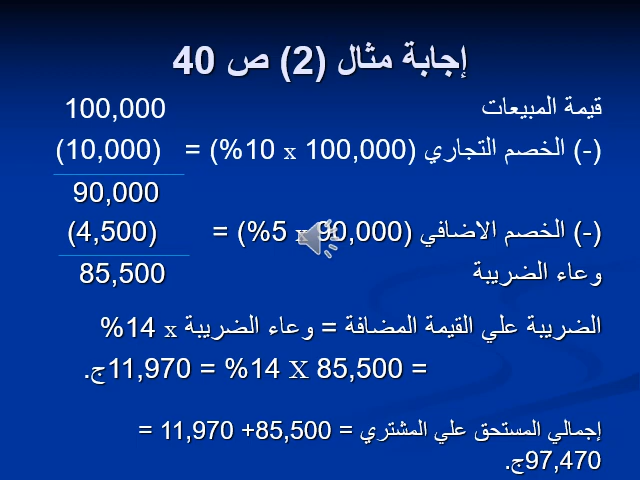 إجابة مثال (2) ص 40
قيمة المبيعات 100,000
(-) الخصم التجاري (100,000 x 10%) = (10,000)
90,000
(-) الخصم الاضافي (90,000 x 5%) = (4,500)
وعاء الضريبة 85,500
الضريبة علي القيمة المضافة = وعاء الضريبة x 14%
= 85,500 X 14% = 11,970ج.
إجمالي المستحق علي المشتري = 85,500+ 11,970 =
97,470ج.